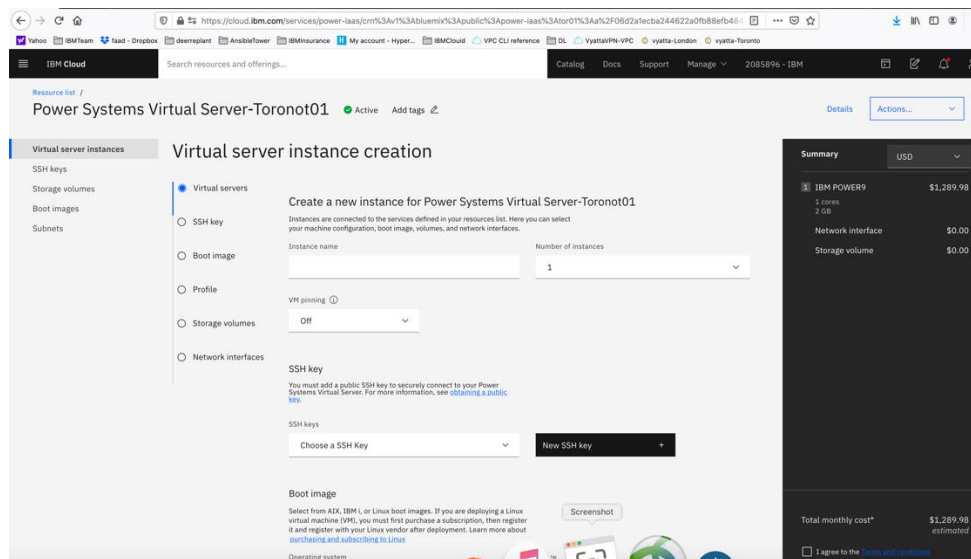 https://cloud.ibm.com/services/power-iaas/crn%3Av1%3Abluemix%3Apublic%3Apower-iaas%3Ator01%3Aa%2F06d2a1ecba244622a0fb88efb484
Yahoo IBMTeam faad - Dropbox deerreplant AnsibleTower IBMInsurance My account - Hyper... IBMClouid VPC CLI reference DL VyattaVPN-VPC vyatta-London vyatta-Toronto
IBM Cloud Search resources and offerings... Catalog Docs Support Manage 2085896 - IBM
Resource list /
Power Systems Virtual Server-Toronot01 Active Add tags Details Actions...
Virtual server instances
SSH keys
Storage volumes
Boot images
Subnets
Virtual server instance creation
Virtual servers
SSH key
Boot image
Profile
Storage volumes
Network interfaces
Create a new instance for Power Systems Virtual Server-Toronot01
Instances are connected to the services defined in your resources list. Here you can select
your machine configuration, boot image, volumes, and network interfaces.
Instance name Number of instances
1
VM pinning
Off
SSH key
You must add a public SSH key to securely connect to your Power
Systems Virtual Server. For more information, see obtaining a public
key.
SSH keys
Choose a SSH Key New SSH key +
Boot image
Select from AIX, IBM i, or Linux boot images. If you are deploying a Linux
virtual machine (VM), you must first purchase a subscription, then register
it and register with your Linux vendor after deployment. Learn more about
purchasing and subscribing to Linux
Operating system
Screenshot
Summary USD
1 IBM POWER9 $1,289.98
1 cores
2 GB
Network interface $0.00
Storage volume $0.00
Total monthly cost* $1,289.98
estimated
I agree to the Terms and conditions